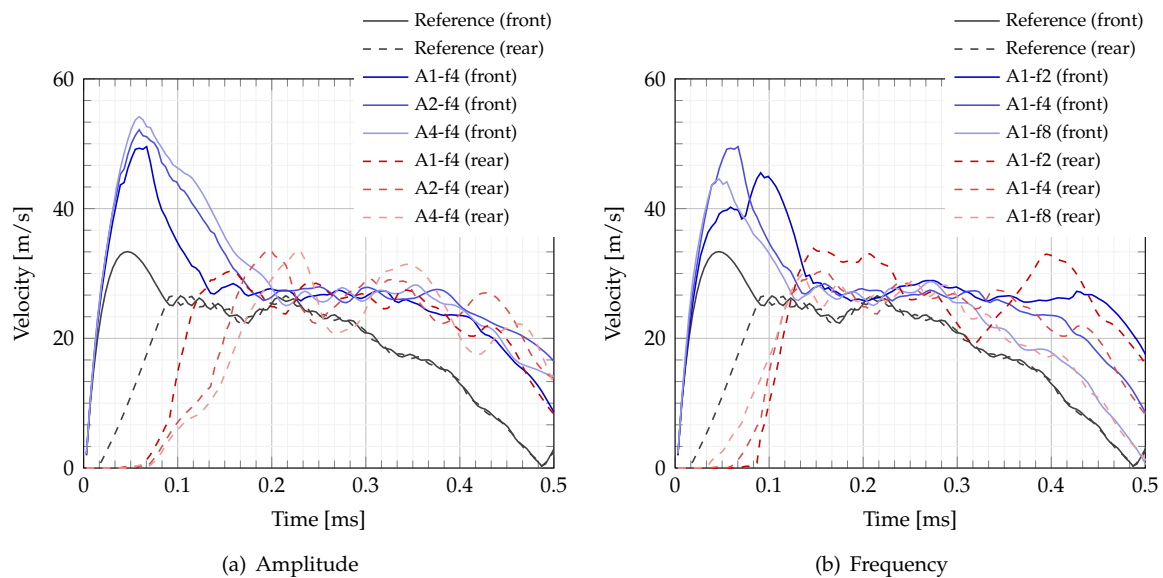 Reference (front)
Reference (rear)
A1-f4 (front)
A2-f4 (front)
A4-f4 (front)
A1-f4 (rear)
A2-f4 (rear)
A4-f4 (rear)
60
40
20
0
Velocity [m/s]
0 0.1 0.2 0.3 0.4 0.5
Time [ms]
(a) Amplitude
Reference (front)
Reference (rear)
A1-f2 (front)
A1-f4 (front)
A1-f8 (front)
A1-f2 (rear)
A1-f4 (rear)
A1-f8 (rear)
60
40
20
0
Velocity [m/s]
0 0.1 0.2 0.3 0.4 0.5
Time [ms]
(b) Frequency